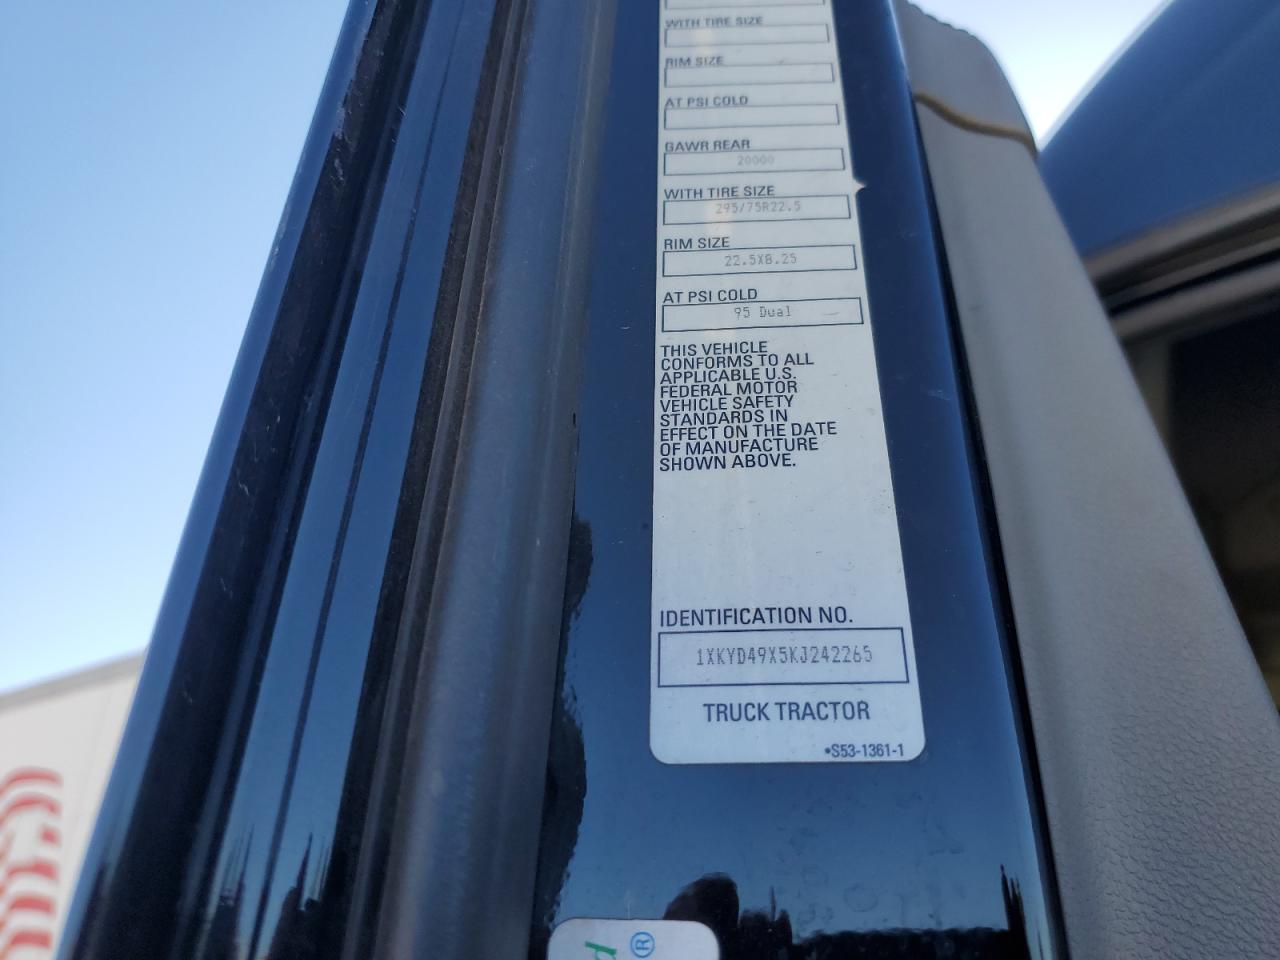 WITH TIRE SIZE
RIM SIZE
AT PSI COLD
GAWR REAR
20000
WITH TIRE SIZE
295/75R22.5
RIM SIZE
22.5X8.25
AT PSI COLD
95 Dual
THIS VEHICLE
CONFORMS TO ALL
APPLICABLE U.S.
FEDERAL MOTOR
VEHICLE SAFETY
STANDARDS IN
EFFECT ON THE DATE
OF MANUFACTURE
SHOWN ABOVE.
IDENTIFICATION NO.
1XKYD49X5KJ242265
TRUCK TRACTOR
•S53-1361-1
d®